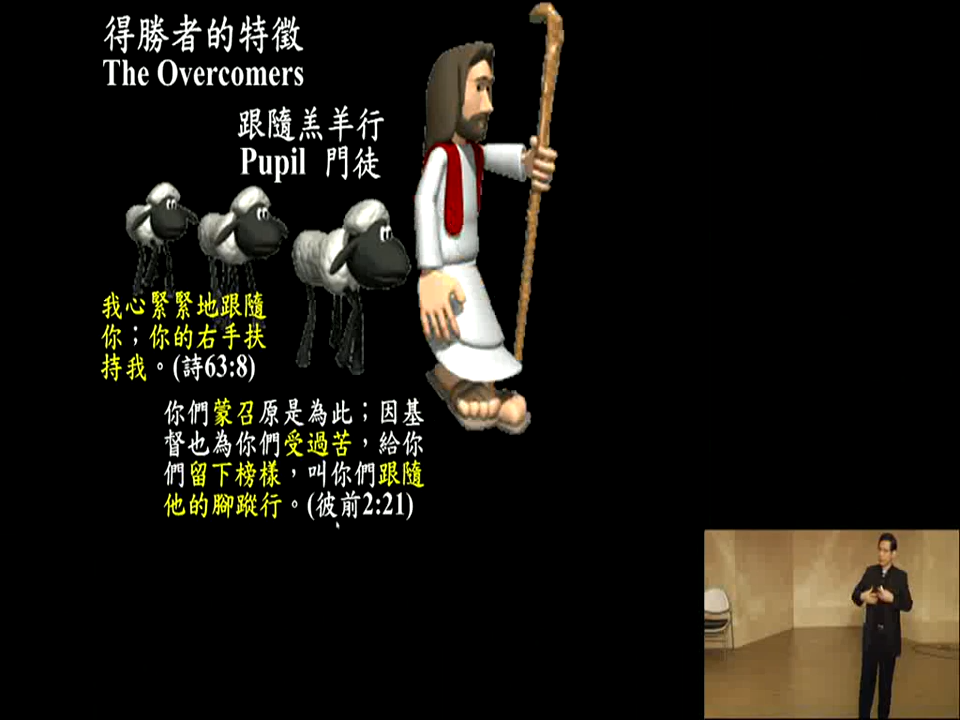 得勝者的特徵
The Overcomers
跟隨羔羊行
Pupil 門徒
我心緊緊地跟隨
你；你的右手扶
持我。(詩63:8)
你們蒙召原是為此；因基
督也為你們受過苦，給你
們留下榜樣，叫你們跟隨
他的腳蹤行。(彼前2:21)